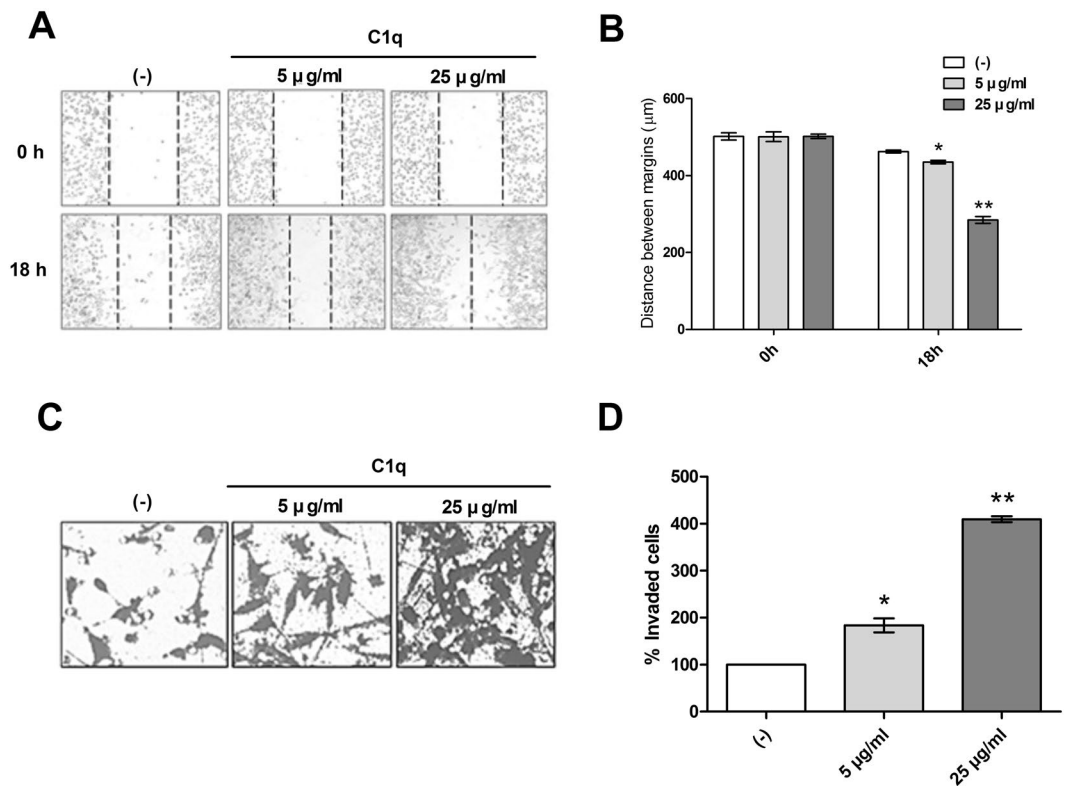 A
C1q
(-)
5 µg/ml
25 µg/ml
0 h
18 h
B
(-)
5 µg/ml
25 µg/ml
Distance between margins (µm)
600
400
200
0
*
**
0h
18h
C
C1q
(-)
5 µg/ml
25 µg/ml
D
% Invaded cells
500
400
300
200
100
0
*
**
(-)
5 µg/ml
25 µg/ml